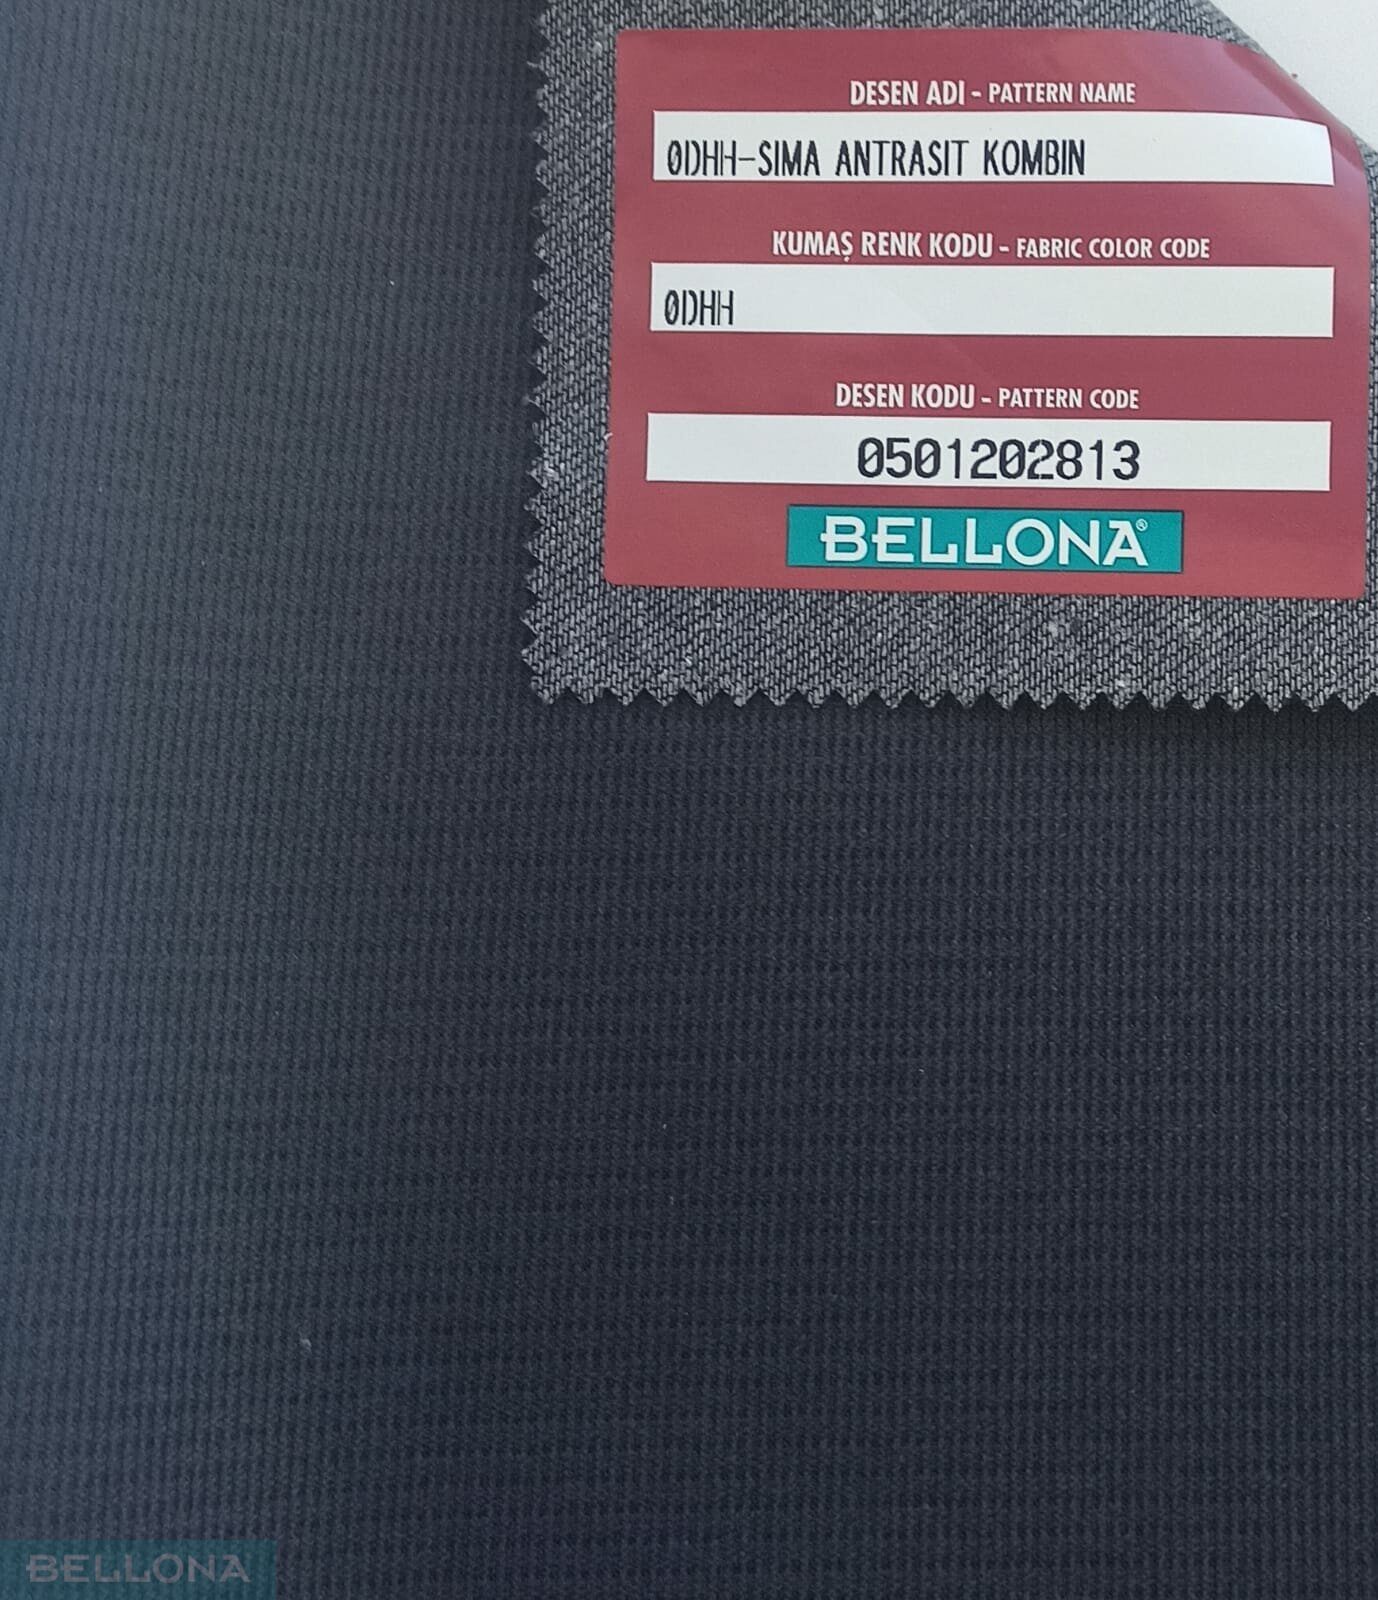 DESEN ADI - PATTERN NAME
0DHH-SIMA ANTRASIT KOMBIN
KUMAŞ RENK KODU - FABRIC COLOR CODE
0DHH
DESEN KODU - PATTERN CODE
0501202813
BELLONA®
BELLONA